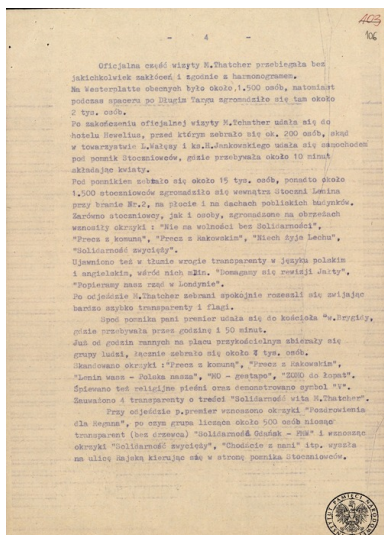 - 4 -
106
Oficjalna część wizyty M.Thatcher przebiegała bez
jakichkolwiek zakłóceń i zgodnie z harmonogramem.
Na Westerplatte obecnych było około 1.500 osób, natomiast
podczas spaceru po Długim Targu zgromadziło się tam około
2 tys. osób.
Po zakończeniu oficjalnej wizyty M.Tchather udała się do
hotelu Hevelius, przed którym zebrało się ok. 200 osób, skąd
w towarzystwie L.Wałęsy i ks.H.Jankowskiego udała się samochodem
pod pomnik Stoczniowców, gdzie przebywała około 10 minut
składając kwiaty.
Pod pomnikiem zebrało się około 15 tys. osób, ponadto około
1.500 stoczniowców zgromadziło się wewnątrz Stoczni Lenina
przy bramie Nr.2, na płocie i na dachach pobliskich budynków.
Zarówno stoczniowcy, jak i osoby, zgromadzone na obrzeżach
wznosiły okrzyki : "Nie ma wolności bez Solidarności",
"Precz z komuną", "Precz z Rakowskim", "Niech żyje Lechu",
"Solidarność zwycięży".
Ujawniono też w tłumie wrogie transparenty w języku polskim
i angielskim, wśród nich m.in. "Domagamy się rewizji Jałty",
"Popieramy nasz rząd w Londynie".
Po odjeździe M.Thatcher zebrani spokojnie rozeszli się zwijając
bardzo szybko transparenty i flagi.
Spod pomnika pani premier udała się do kościoła "w.Brygidy,
gdzie przebywała przez godzinę i 50 minut.
Już od godzin rannych na placu przykościelnym zbierały się
grupy ludzi, łącznie zebrało się około 7 tys. osób.
Skandowano okrzyki :"Precz z komuną", "Precz z Rakowskim",
"Lenin wasz - Polska nasza", "MO - gestapo", "ZOMO do łopat",
Śpiewano też religijne pieśni oraz demonstrowano symbol "V".
Zauważono 4 transparenty o treści "Solidarność wita M.Thatcher".
Przy odjeździe p.premier wznoszono okrzyki "Pozdrowienia
dla Regana", po czym grupa licząca około 500 osób niosąc
transparent (bez drzewca) "Solidarność Gdańsk - FMW" i wznosząc
okrzyki "Solidarność zwycięży", "Chodźcie z nami" itp. wyszła
na ulicę Rajską kierując się w stronę pomnika Stoczniowców.